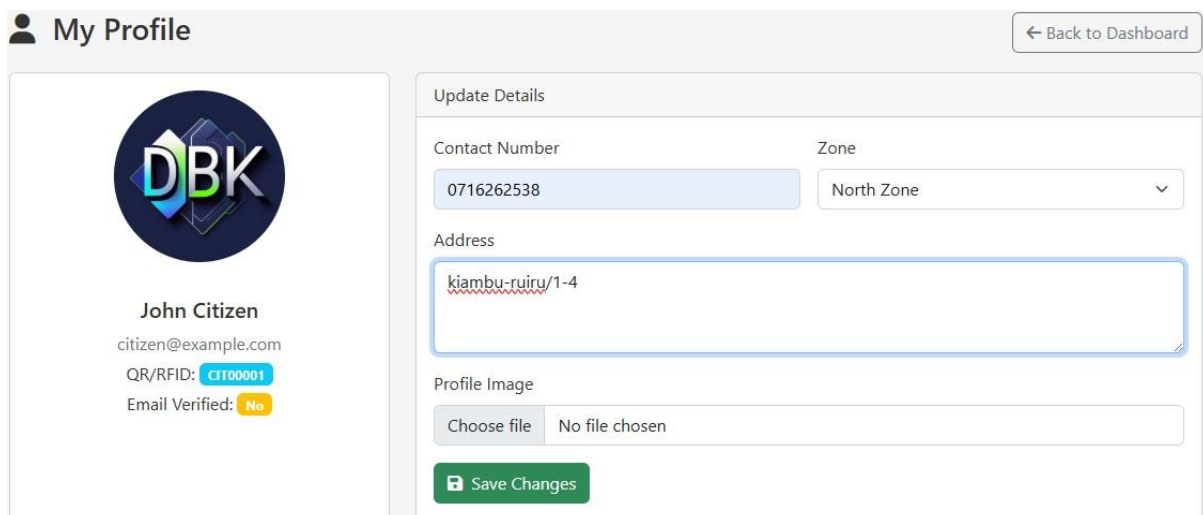 My Profile
← Back to Dashboard
DBK
John Citizen
citizen@example.com
QR/RFID: CIT00001
Email Verified: No
Update Details
Contact Number
0716262538
Zone
North Zone
Address
kiambu-ruiru/1-4
Profile Image
Choose file No file chosen
Save Changes